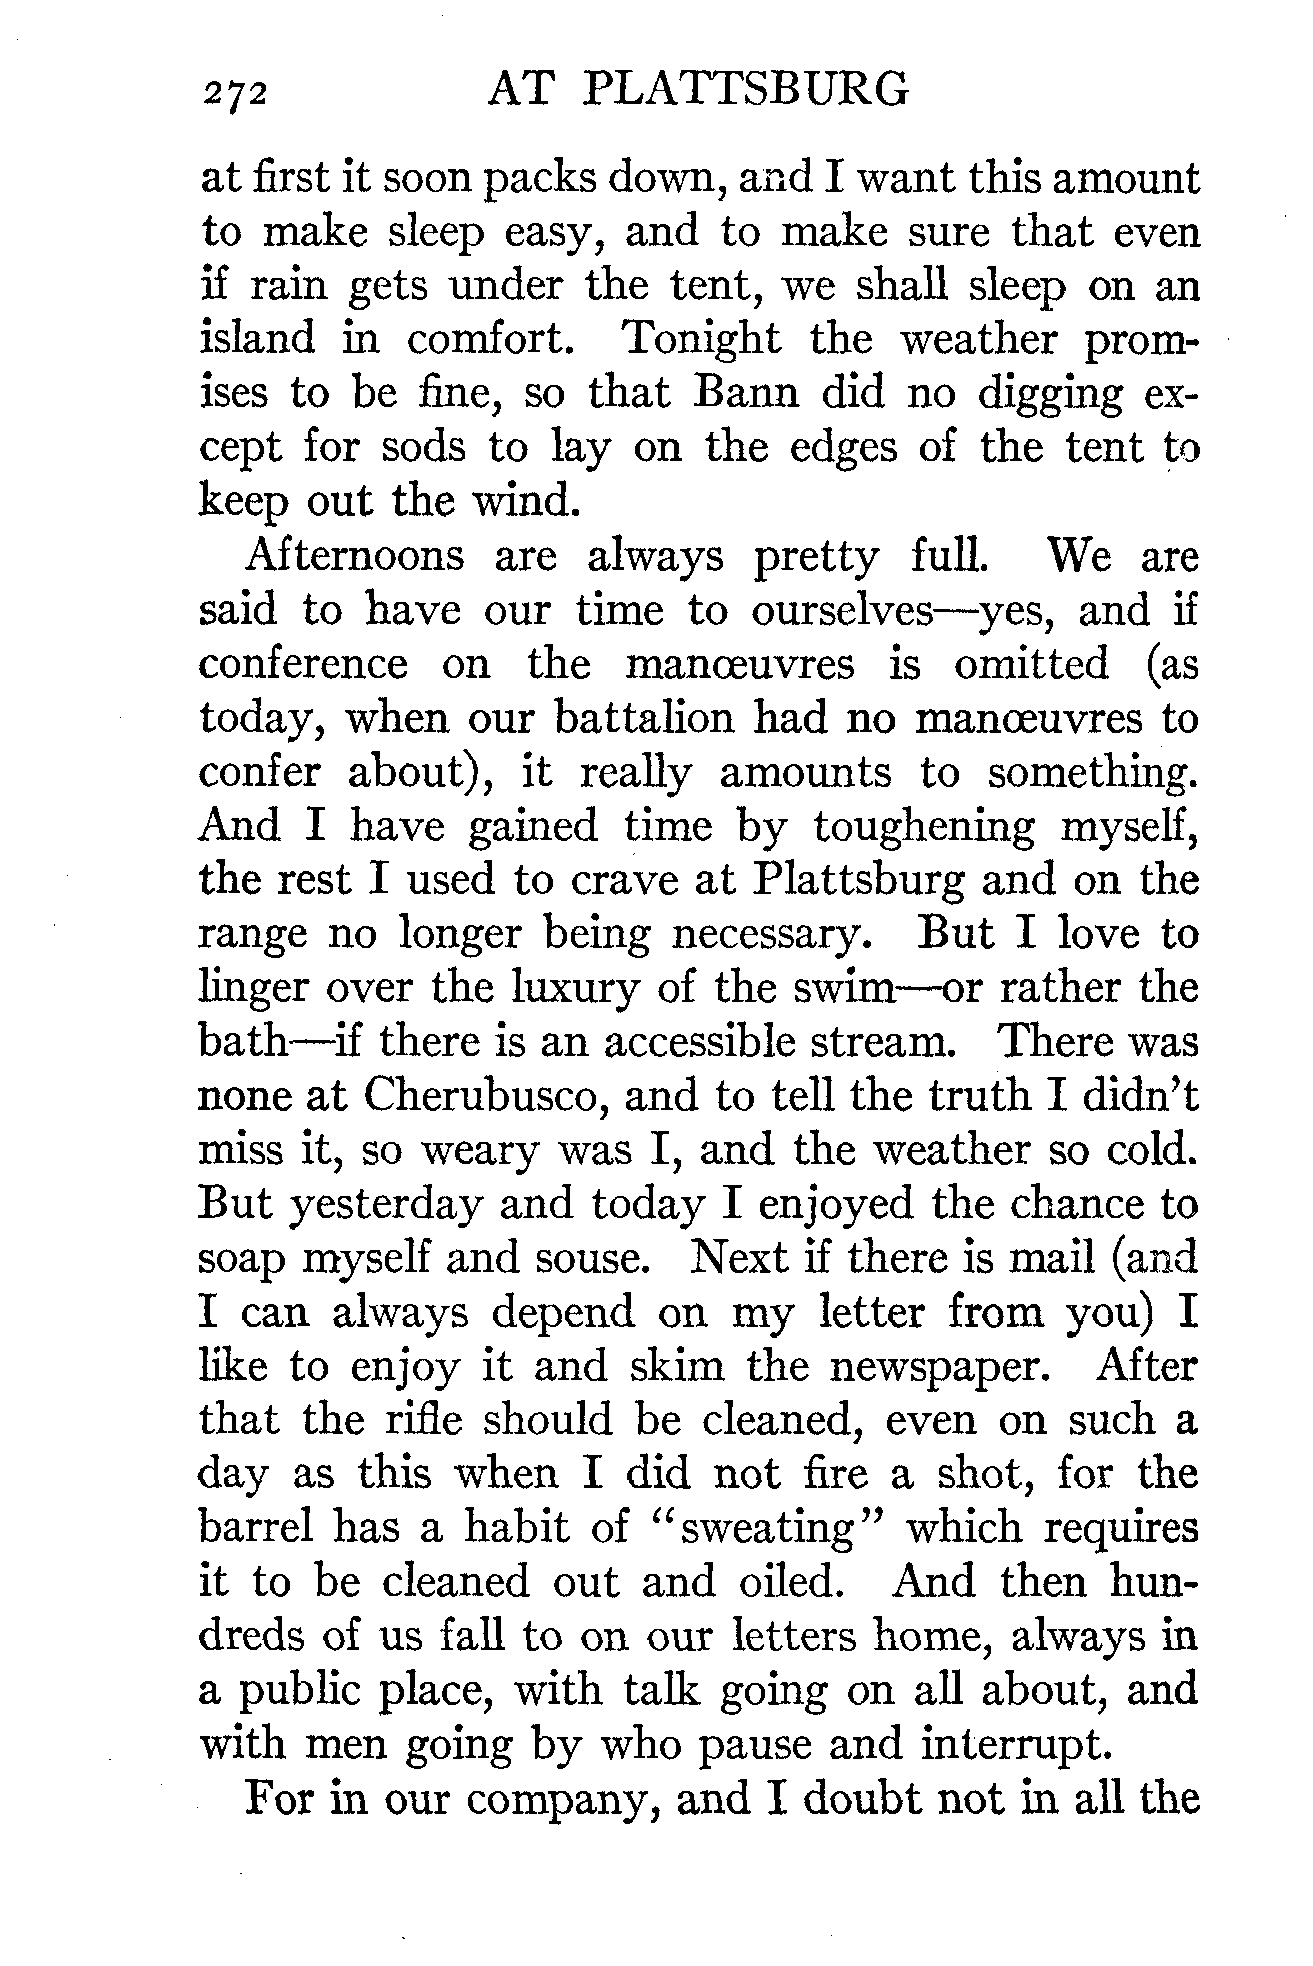 272 AT PLATTSBURG
at first it soon packs down, and I want this amount
to make sleep easy, and to make sure that even
if rain gets under the tent, we shall sleep on an
island in comfort. Tonight the weather prom-
ises to be fine, so that Bann did no digging ex-
cept for sods to lay on the edges of the tent to
keep out the wind.
Afternoons are always pretty full. We are
said to have our time to ourselves—yes, and if
conference on the manœuvres is omitted (as
today, when our battalion had no manœuvres to
confer about), it really amounts to something.
And I have gained time by toughening myself,
the rest I used to crave at Plattsburg and on the
range no longer being necessary. But I love to
linger over the luxury of the swim—or rather the
bath—if there is an accessible stream. There was
none at Cherubusco, and to tell the truth I didn't
miss it, so weary was I, and the weather so cold.
But yesterday and today I enjoyed the chance to
soap myself and souse. Next if there is mail (and
I can always depend on my letter from you) I
like to enjoy it and skim the newspaper. After
that the rifle should be cleaned, even on such a
day as this when I did not fire a shot, for the
barrel has a habit of "sweating" which requires
it to be cleaned out and oiled. And then hun-
dreds of us fall to on our letters home, always in
a public place, with talk going on all about, and
with men going by who pause and interrupt.
For in our company, and I doubt not in all the